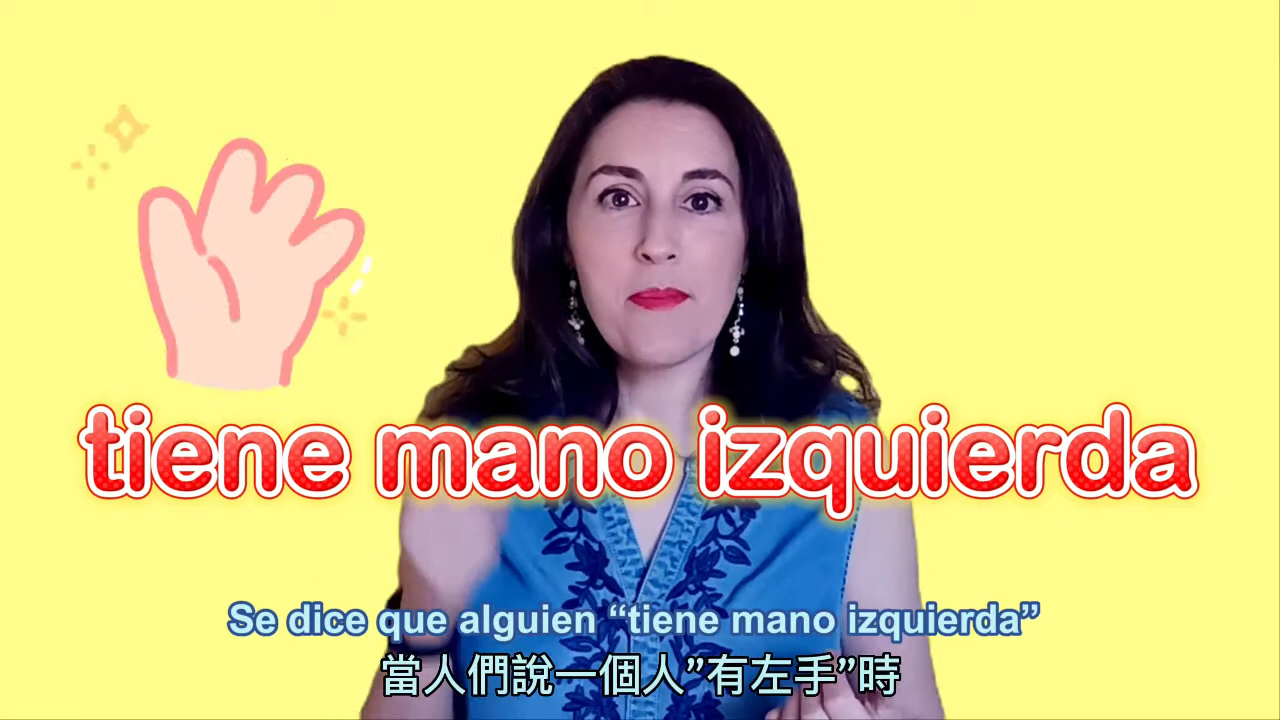 tiene mano izquierda
Se dice que alguien “tiene mano izquierda”
當人們說一個人”有左手”時